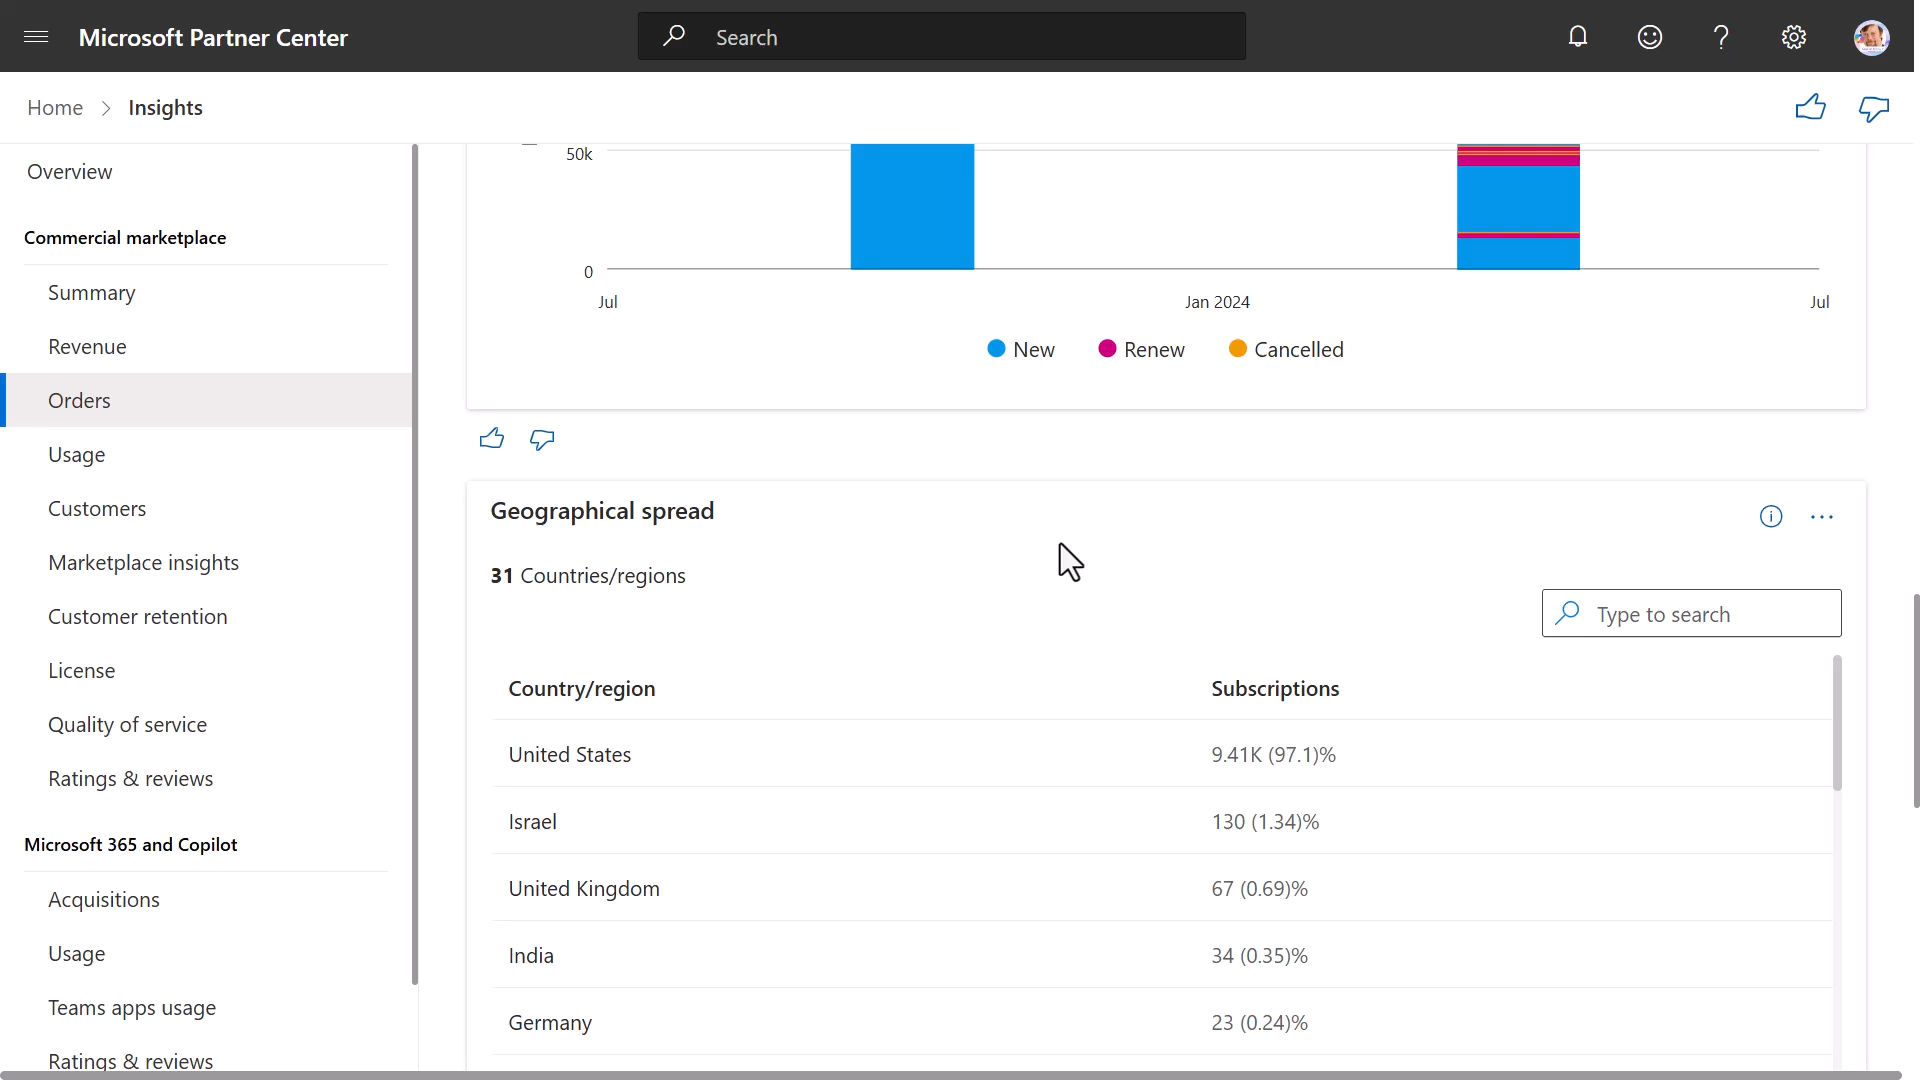 Microsoft Partner Center
Search
Home
Insights
Overview
Commercial marketplace
Summary
Revenue
Orders
Usage
Customers
Marketplace insights
Customer retention
License
Quality of service
Ratings & reviews
Microsoft 365 and Copilot
Acquisitions
Usage
Teams apps usage
Ratings & reviews
50k
0
Jul
Jan 2024
Jul
New
Renew
Cancelled
Geographical spread
31 Countries/regions
Type to search
Country/region
Subscriptions
United States
9.41K (97.1)%
Israel
130 (1.34)%
United Kingdom
67 (0.69)%
India
34 (0.35)%
Germany
23 (0.24)%